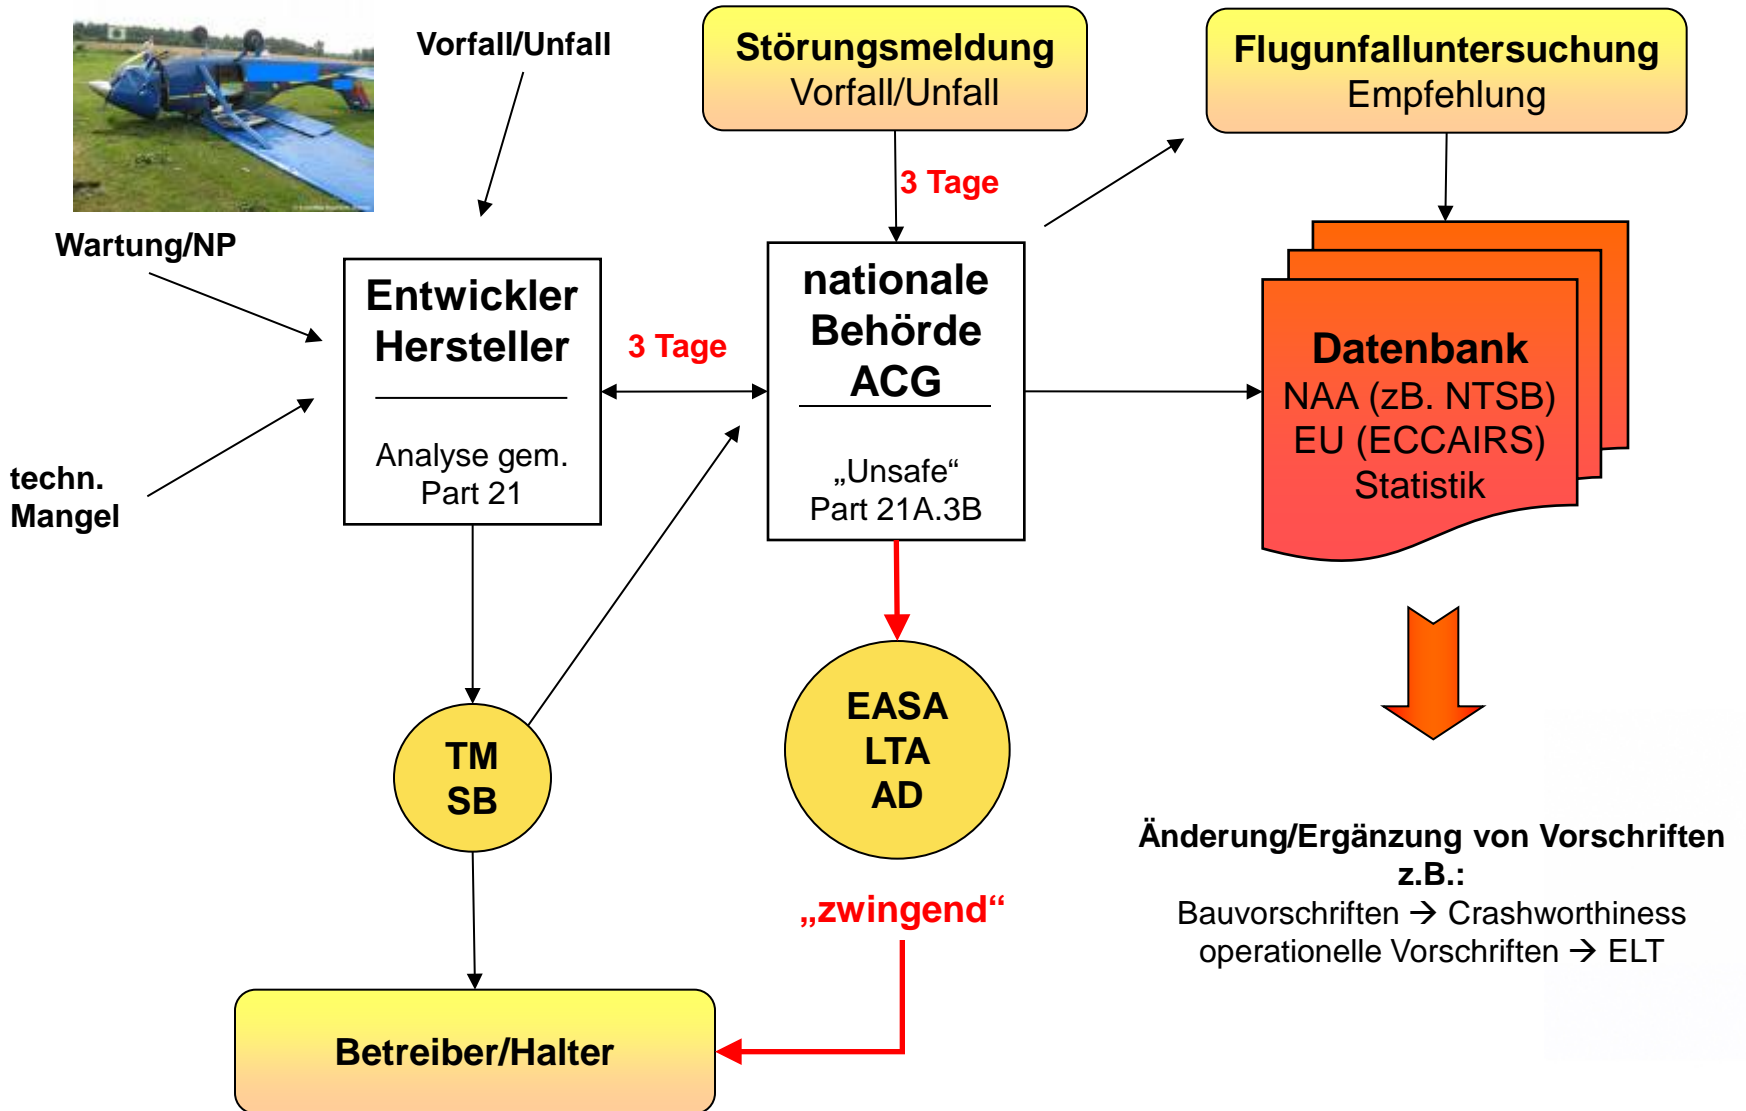 Vorfall/Unfall
Störungsmeldung
Vorfall/Unfall
Flugunfalluntersuchung
Empfehlung
3 Tage
Wartung/NP
Entwickler
Hersteller
Analyse gem.
Part 21
3 Tage
nationale
Behörde
ACG
„Unsafe“
Part 21A.3B
Datenbank
NAA (zB. NTSB)
EU (ECCAIRS)
Statistik
techn.
Mangel
TM
SB
EASA
LTA
AD
„zwingend“
Änderung/Ergänzung von Vorschriften
z.B.:
Bauvorschriften → Crashworthiness
operationelle Vorschriften → ELT
Betreiber/Halter